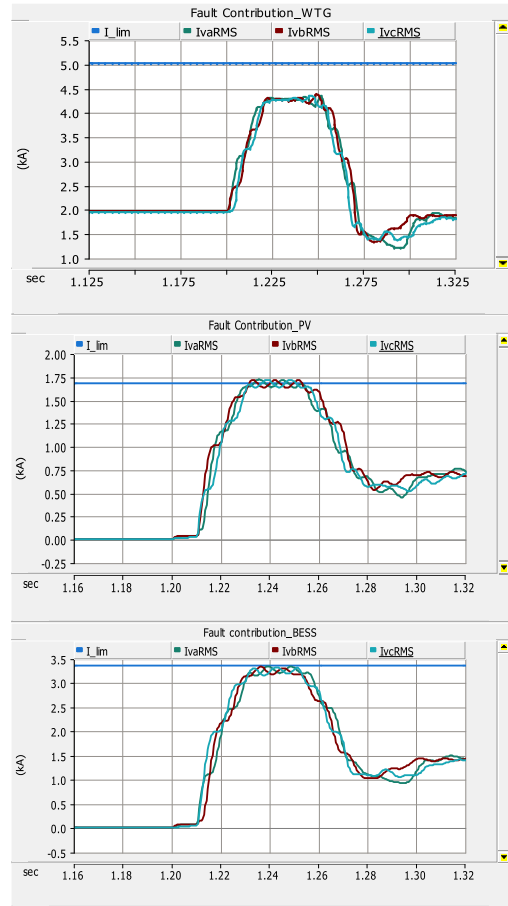 Fault Contribution_WTG
I_lim IvaRMS IvbRMS IvcRMS
5.5
5.0
4.5
4.0
3.5
3.0
2.5
2.0
1.5
1.0
(kA)
sec 1.125 1.175 1.225 1.275 1.325
Fault Contribution_PV
I_lim IvaRMS IvbRMS IvcRMS
2.00
1.75
1.50
1.25
1.00
0.75
0.50
0.25
0.00
-0.25
(kA)
sec 1.16 1.18 1.20 1.22 1.24 1.26 1.28 1.30 1.32
Fault contribution_BESS
I_lim IvaRMS IvbRMS IvcRMS
3.5
3.0
2.5
2.0
1.5
1.0
0.5
0.0
-0.5
(kA)
sec 1.16 1.18 1.20 1.22 1.24 1.26 1.28 1.30 1.32